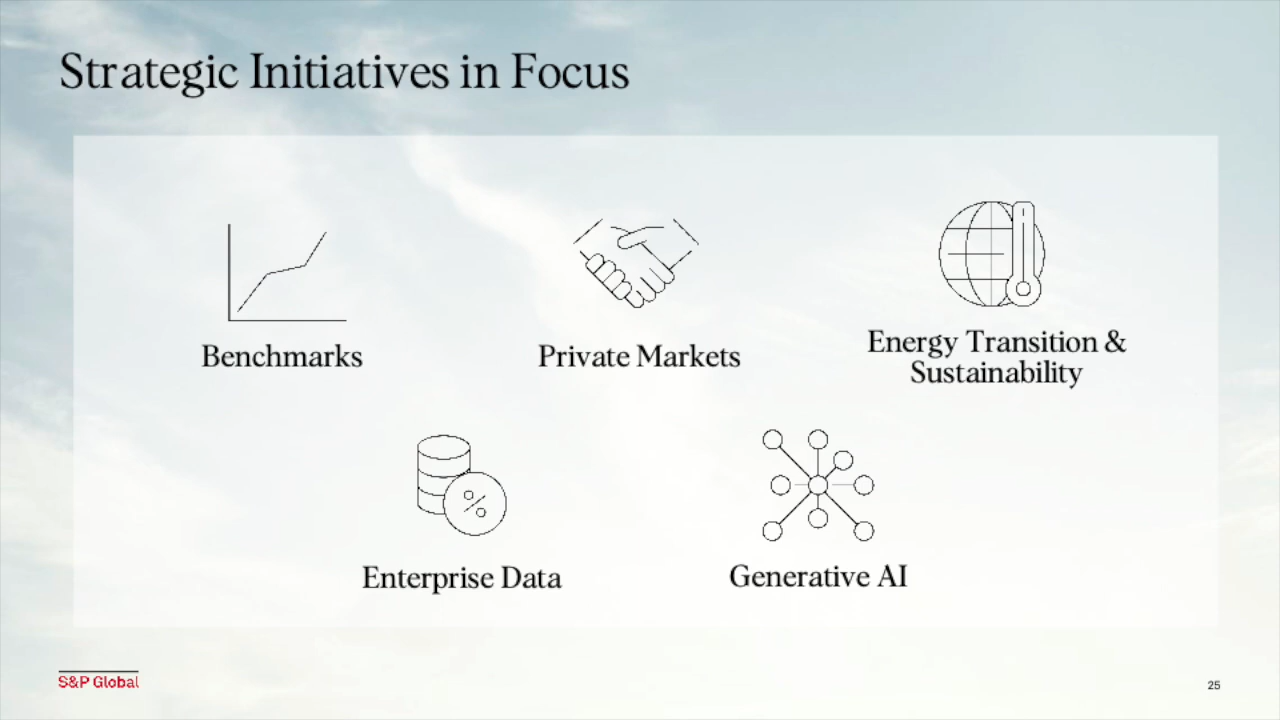 Strategic Initiatives in Focus
Benchmarks
Private Markets
Energy Transition &
Sustainability
%
Enterprise Data
Generative AI
S&P Global
25